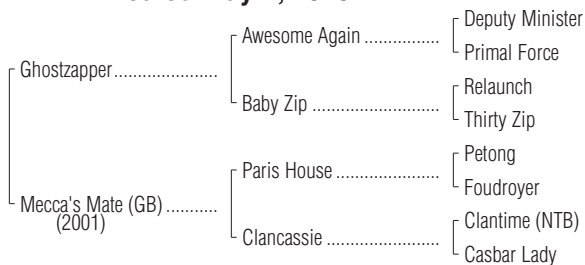 Deputy Minister
Awesome Again
Primal Force
Ghostzapper
Relaunch
Baby Zip
Thirty Zip
Petong
Paris House
Foudroyer
Mecca's Mate (GB)
(2001)
Clantime (NTB)
Clancassie
Casbar Lady